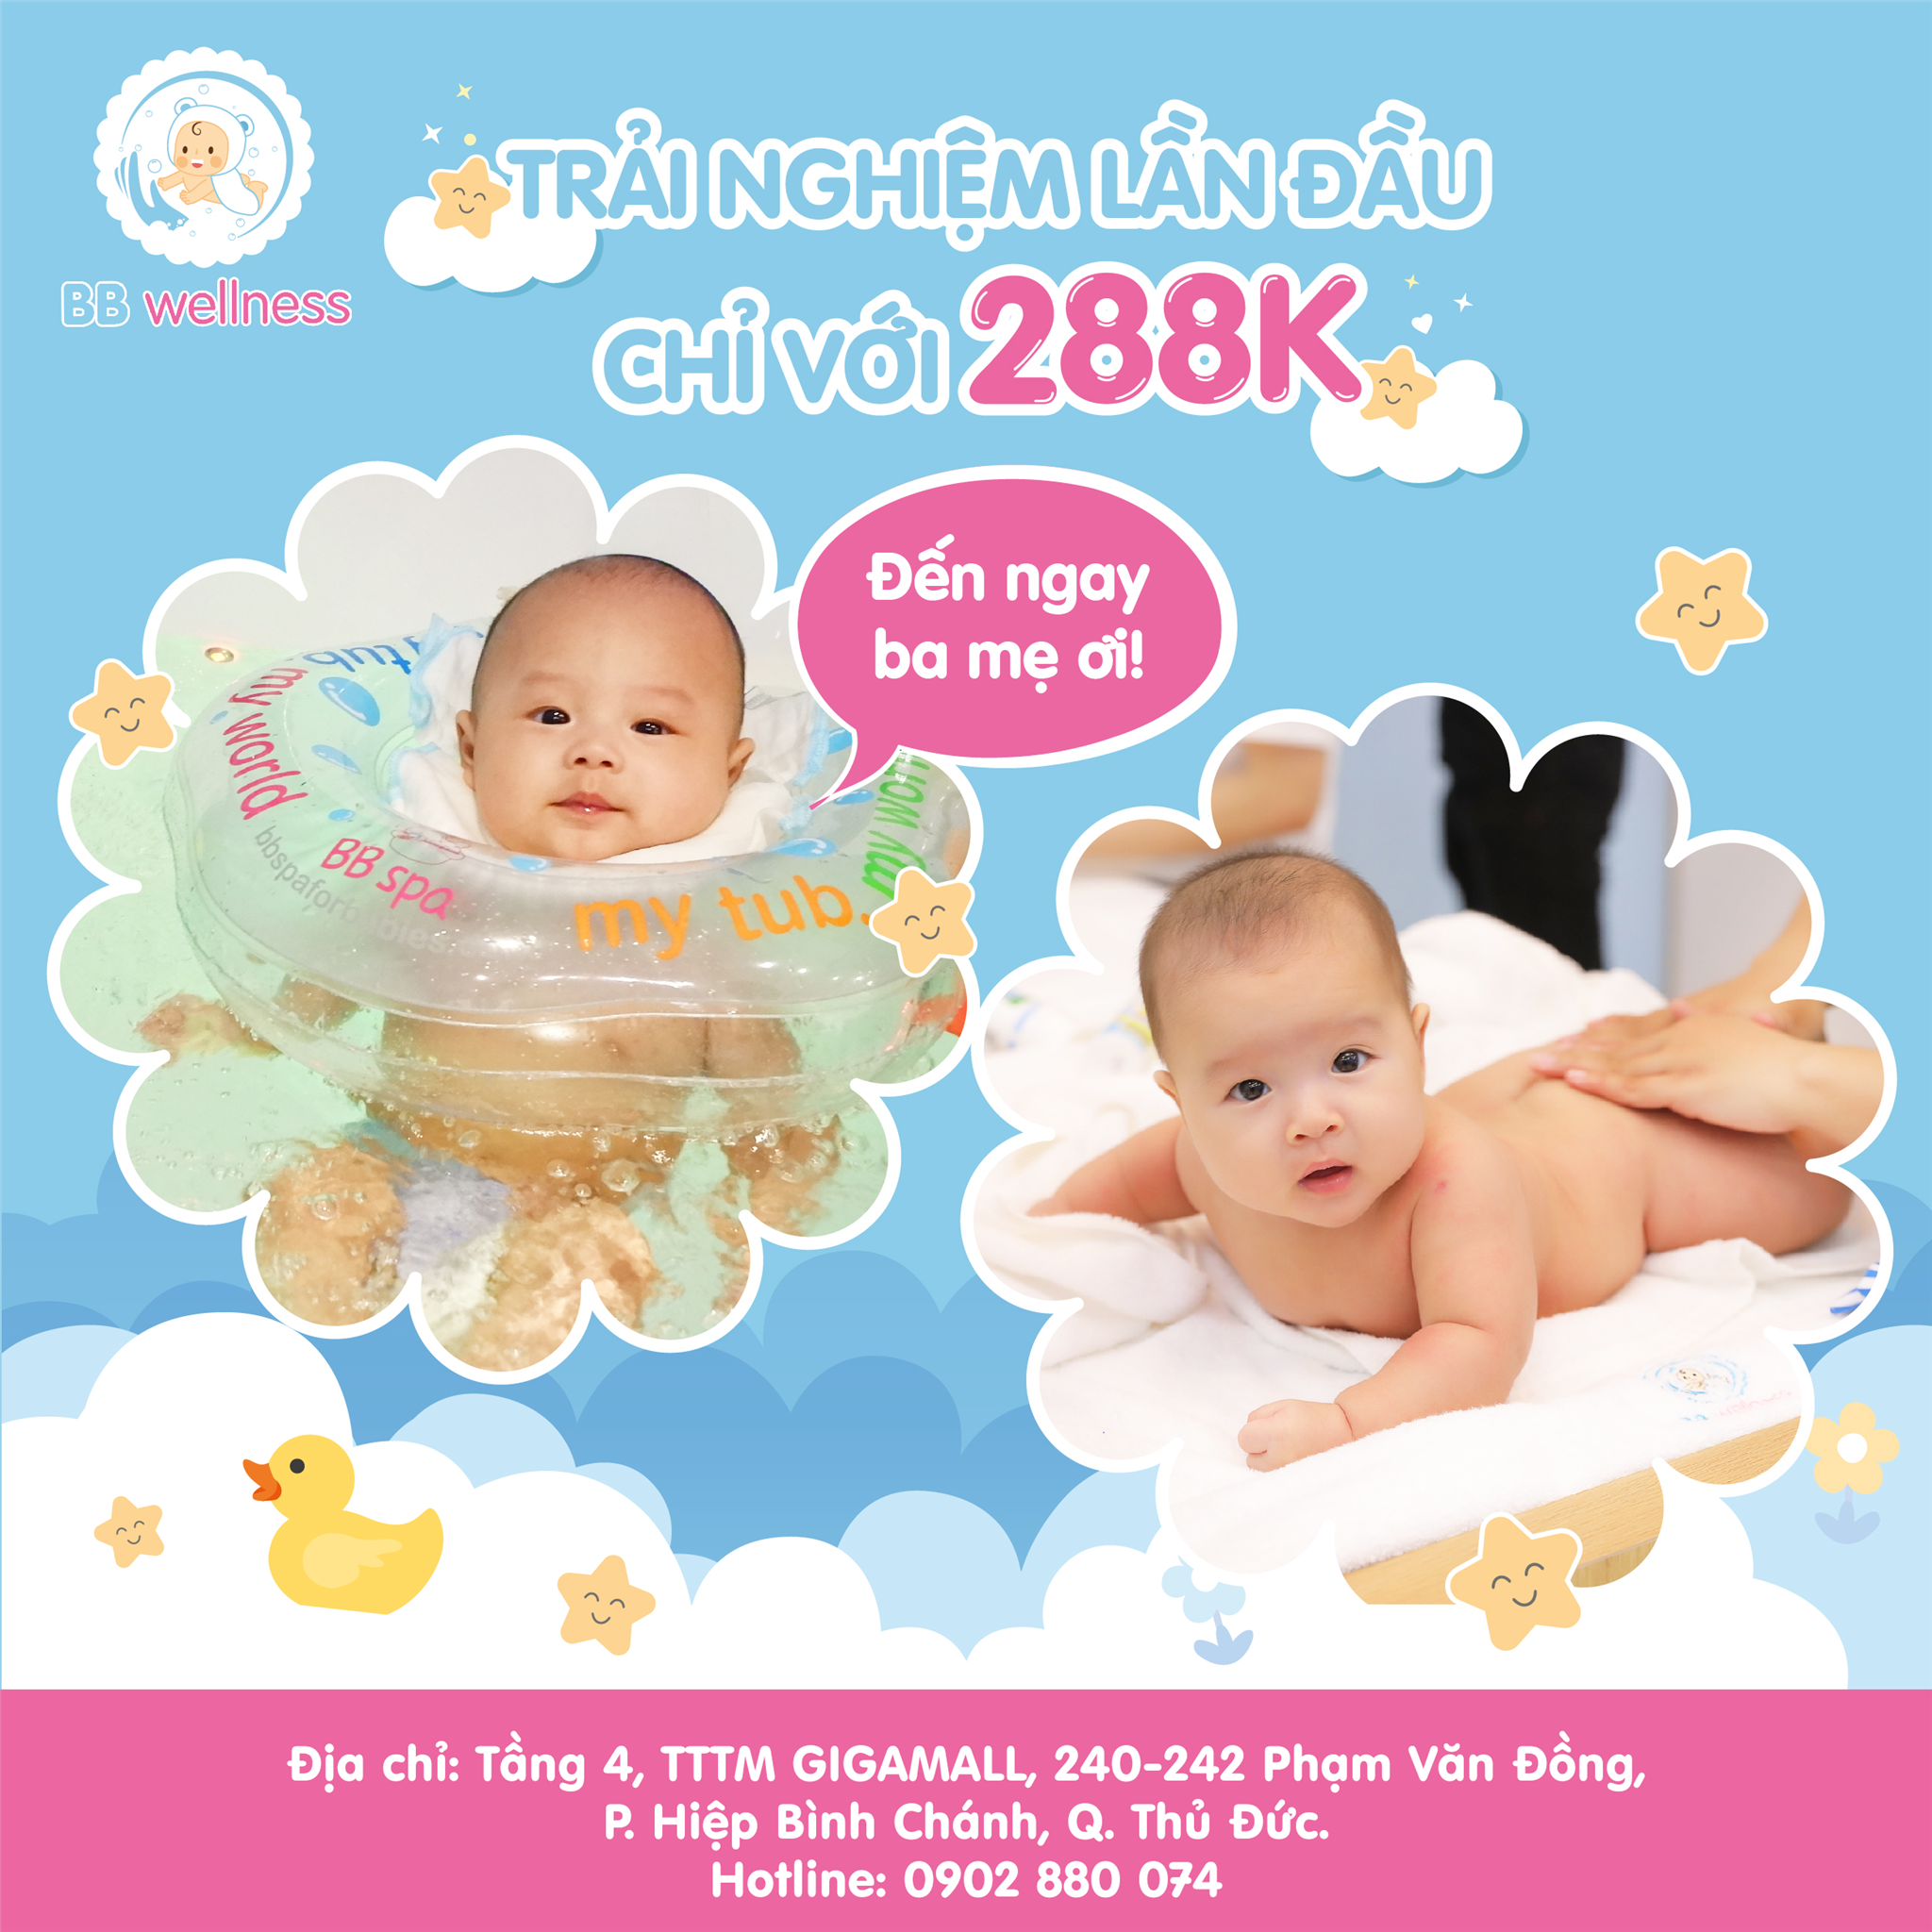 BB wellness
TRẢI NGHIỆM LẦN ĐẦU
CHỈ VỚI 288K
Đến ngay
ba mẹ ơi!
my world
BB spa
my tub.
Địa chỉ: Tầng 4, TTTM GIGAMALL, 240-242 Phạm Văn Đồng,
P. Hiệp Bình Chánh, Q. Thủ Đức.
Hotline: 0902 880 074